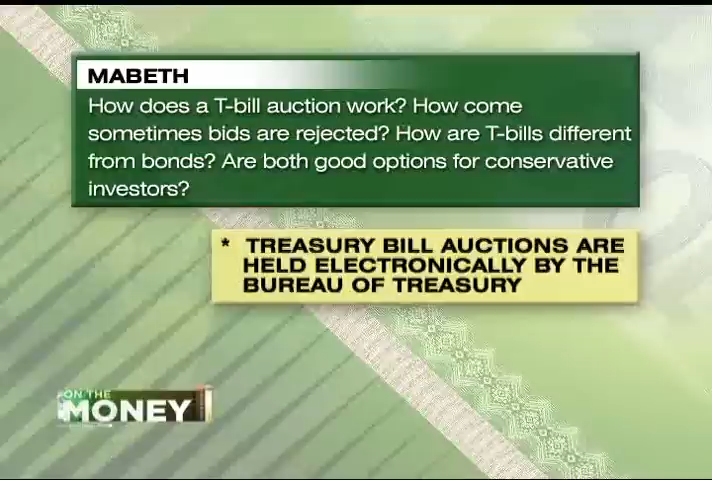 MABETH
How does a T-bill auction work? How come
sometimes bids are rejected? How are T-bills different
from bonds? Are both good options for conservative
investors?
* TREASURY BILL AUCTIONS ARE
HELD ELECTRONICALLY BY THE
BUREAU OF TREASURY
ON THE
MONEY